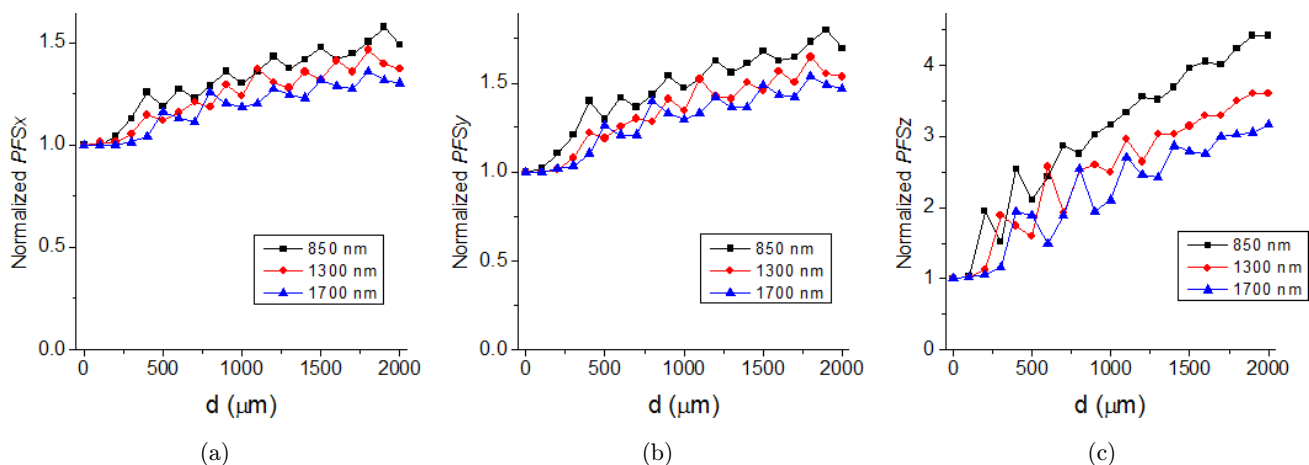 Normalized PFSx
1.5
1.0
0.5
0.0
850 nm
1300 nm
1700 nm
0 500 1000 1500 2000
d (μm)
(a)
Normalized PFSy
1.5
1.0
0.5
0.0
850 nm
1300 nm
1700 nm
0 500 1000 1500 2000
d (μm)
(b)
Normalized PFSz
4
3
2
1
0
850 nm
1300 nm
1700 nm
0 500 1000 1500 2000
d (μm)
(c)